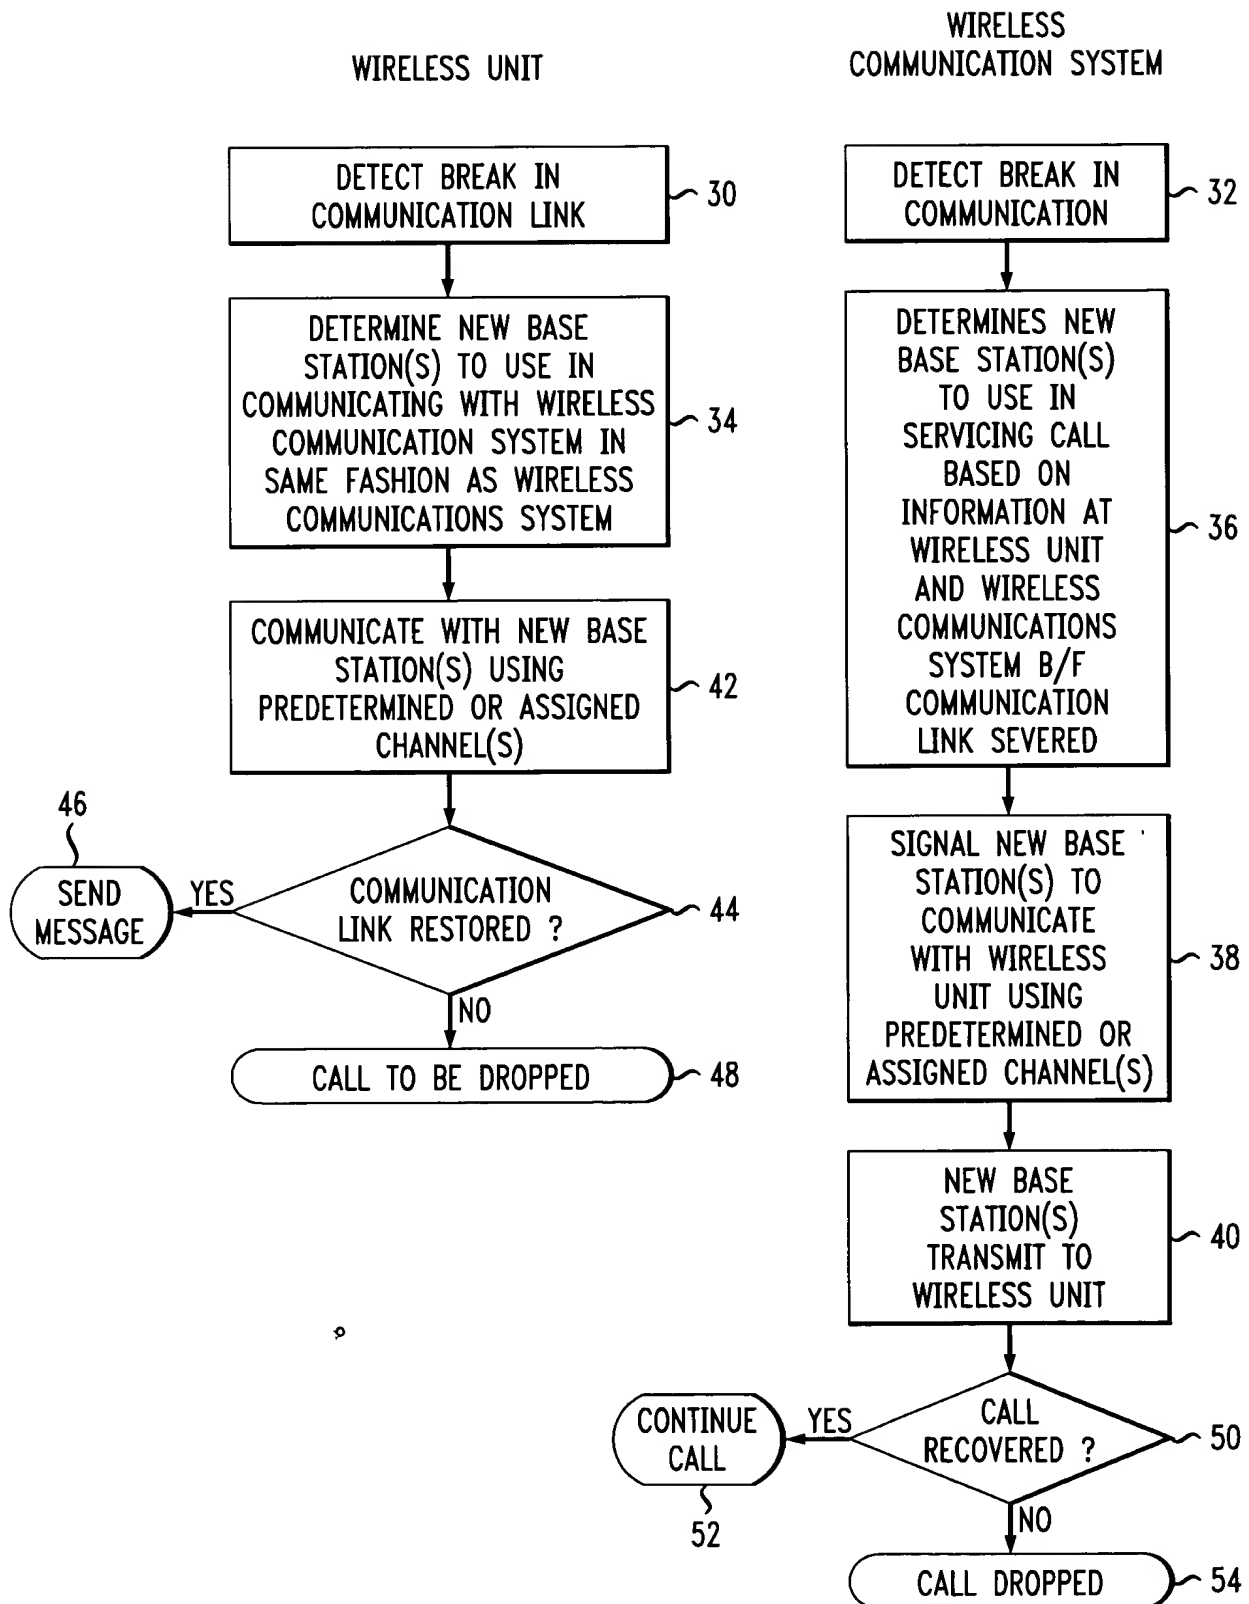 WIRELESS UNIT
DETECT BREAK IN
COMMUNICATION LINK
30
DETERMINE NEW BASE
STATION(S) TO USE IN
COMMUNICATING WITH WIRELESS
COMMUNICATION SYSTEM IN
SAME FASHION AS WIRELESS
COMMUNICATIONS SYSTEM
34
COMMUNICATE WITH NEW BASE
STATION(S) USING
PREDETERMINED OR ASSIGNED
CHANNEL(S)
42
COMMUNICATION
LINK RESTORED ?
44
YES
46
SEND
MESSAGE
NO
CALL TO BE DROPPED
48
WIRELESS
COMMUNICATION SYSTEM
DETECT BREAK IN
COMMUNICATION
32
DETERMINES NEW
BASE STATION(S)
TO USE IN
SERVICING CALL
BASED ON
INFORMATION AT
WIRELESS UNIT
AND WIRELESS
COMMUNICATIONS
SYSTEM B/F
COMMUNICATION
LINK SEVERED
36
SIGNAL NEW BASE
STATION(S) TO
COMMUNICATE
WITH WIRELESS
UNIT USING
PREDETERMINED OR
ASSIGNED CHANNEL(S)
38
NEW BASE
STATION(S)
TRANSMIT TO
WIRELESS UNIT
40
CALL
RECOVERED ?
50
YES
CONTINUE
CALL
52
NO
CALL DROPPED
54